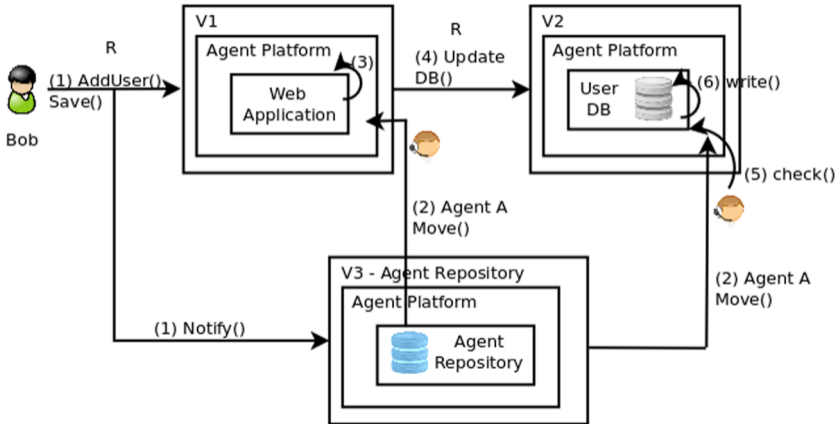 V1
V2
R
R
Agent Platform
Agent Platform
(3)
(4) Update
DB()
(1) AddUser()
Save()
Web
Application
User
DB
(6) write()
Bob
(5) check()
(2) Agent A
Move()
V3 - Agent Repository
(2) Agent A
Move()
Agent Platform
(1) Notify()
Agent
Repository